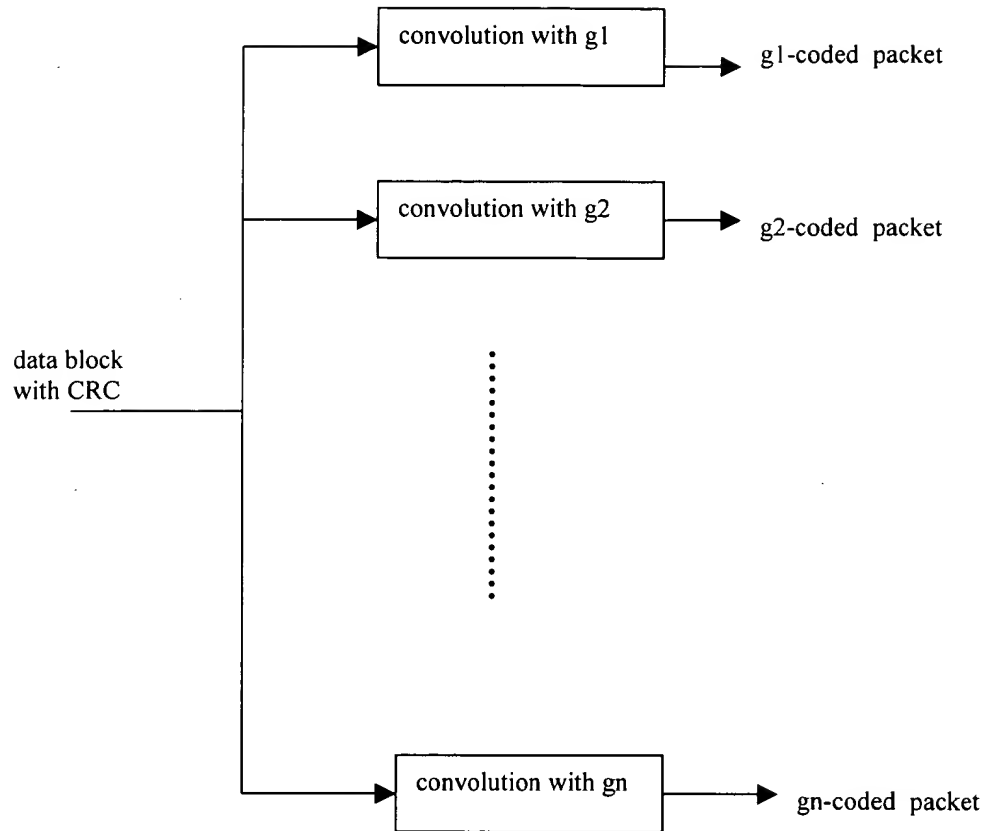 convolution with g1
g1-coded packet
convolution with g2
g2-coded packet
data block
with CRC
convolution with gn
gn-coded packet